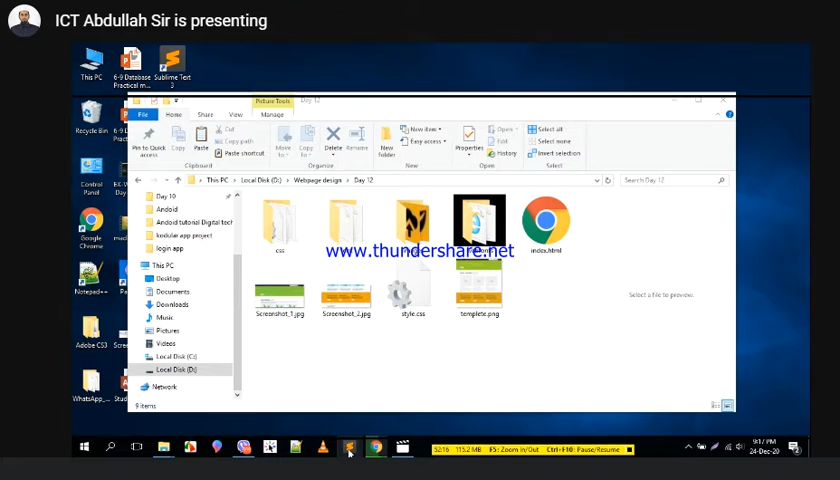 ICT Abdullah Sir is presenting
This PC
6-9 Database
Practical m...
Sublime Text
3
Picture Tools
Day 12
File
Home
Share
View
Manage
Pin to Quick
access
Copy
Paste
Cut
Copy path
Paste shortcut
Clipboard
Move
to
Copy
to
Delete
Rename
Organize
New
folder
New item
Easy access
New
Properties
Open
Edit
History
Open
Select all
Select none
Invert selection
Select
This PC
Local Disk (D:)
Webpage design
Day 12
Search Day 12
Recycle Bin
Control
Panel
Google
Chrome
Notepad++
Adobe CS3
WhatsApp_...
Day 10
Andoid
Andoid tutorial Digital tech
kodular app project
login app
This PC
Desktop
Documents
Downloads
Music
Pictures
Videos
Local Disk (C:)
Local Disk (D:)
Network
css
index.html
www.thundershare.net
Screenshot_1.jpg
Screenshot_2.jpg
style.css
templete.png
Select a file to preview.
9 items
52:16 115.2 MB F5: Zoom in/Out Ctrl+F10: Pause/Resume
9:17 PM
24-Dec-20
2